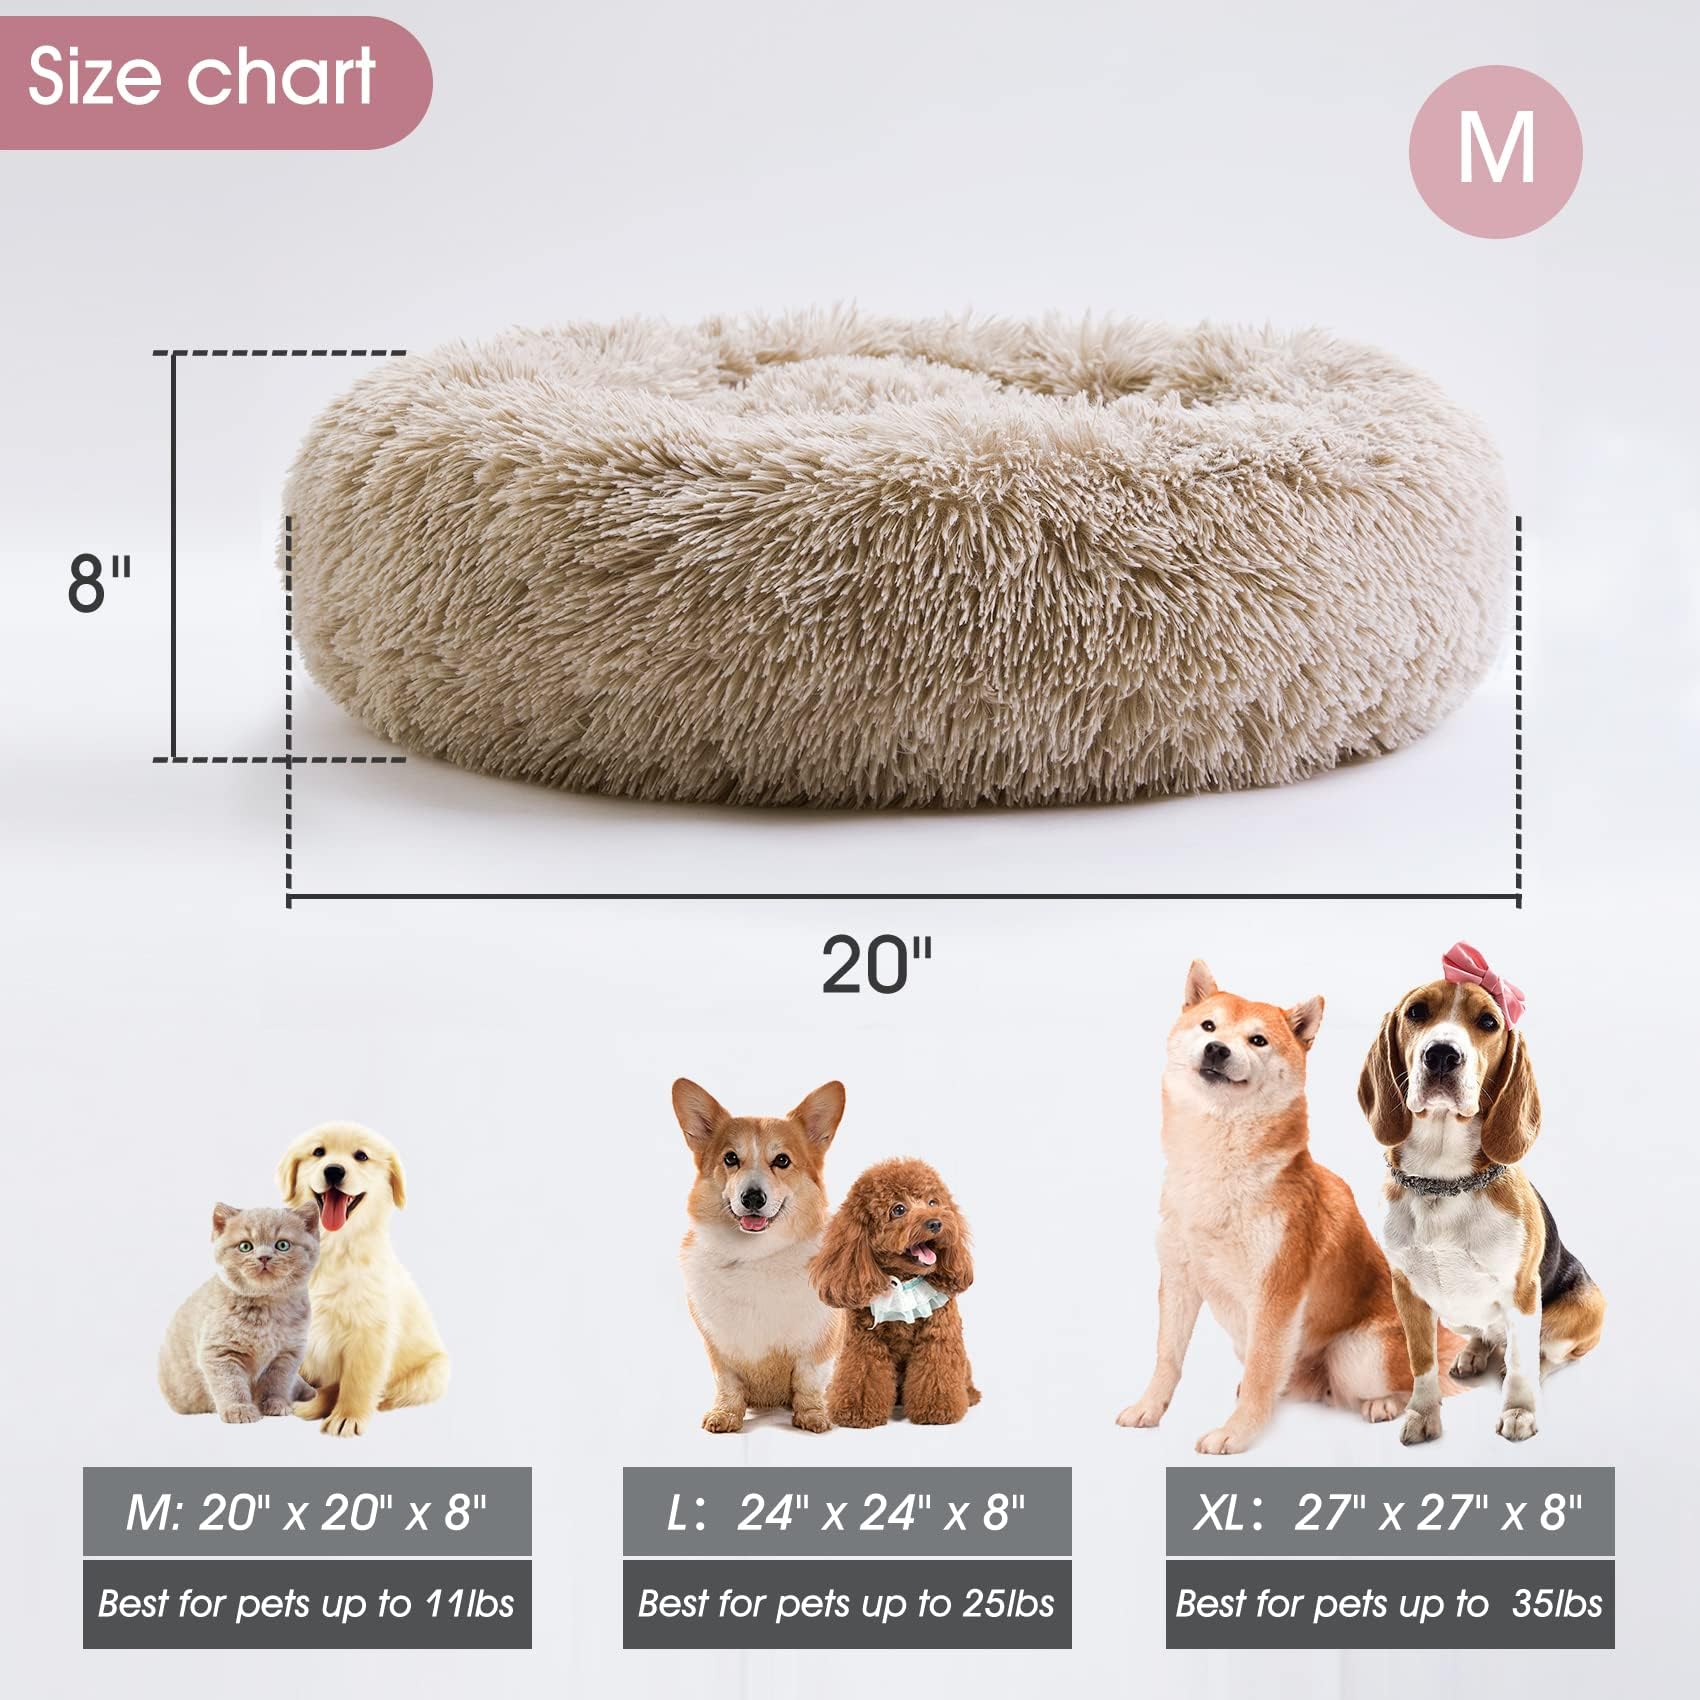 Size chart
M
8"
20"
M: 20" x 20" x 8"
Best for pets up to 11lbs
L: 24" x 24" x 8"
Best for pets up to 25lbs
XL: 27" x 27" x 8"
Best for pets up to 35lbs